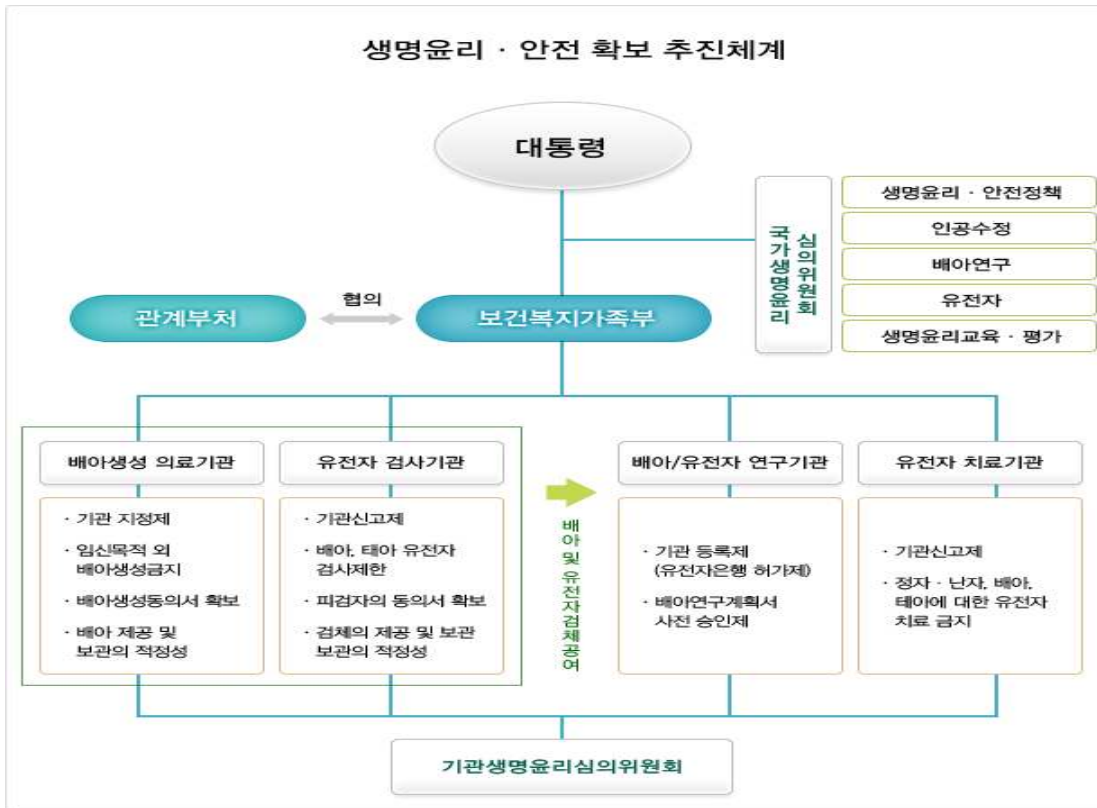 생명윤리 · 안전 확보 추진체계
대통령
국가생명윤리
심의위원회
생명윤리 · 안전정책
인공수정
배아연구
유전자
생명윤리교육 · 평가
관계부처
협의
보건복지가족부
배아생성 의료기관
· 기관 지정제
· 임신목적 외
배아생성금지
· 배아생성동의서 확보
· 배아 제공 및
보관의 적정성
유전자 검사기관
· 기관신고제
· 배아, 태아 유전자
검사제한
· 피검자의 동의서 확보
· 검체의 제공 및 보관
보관의 적정성
배아 및 유전자검체공여
배아/유전자 연구기관
· 기관 등록제
(유전자은행 허가제)
· 배아연구계획서
사전 승인제
유전자 치료기관
· 기관신고제
· 정자 · 난자, 배아,
테아에 대한 유전자
치료 금지
기관생명윤리심의위원회